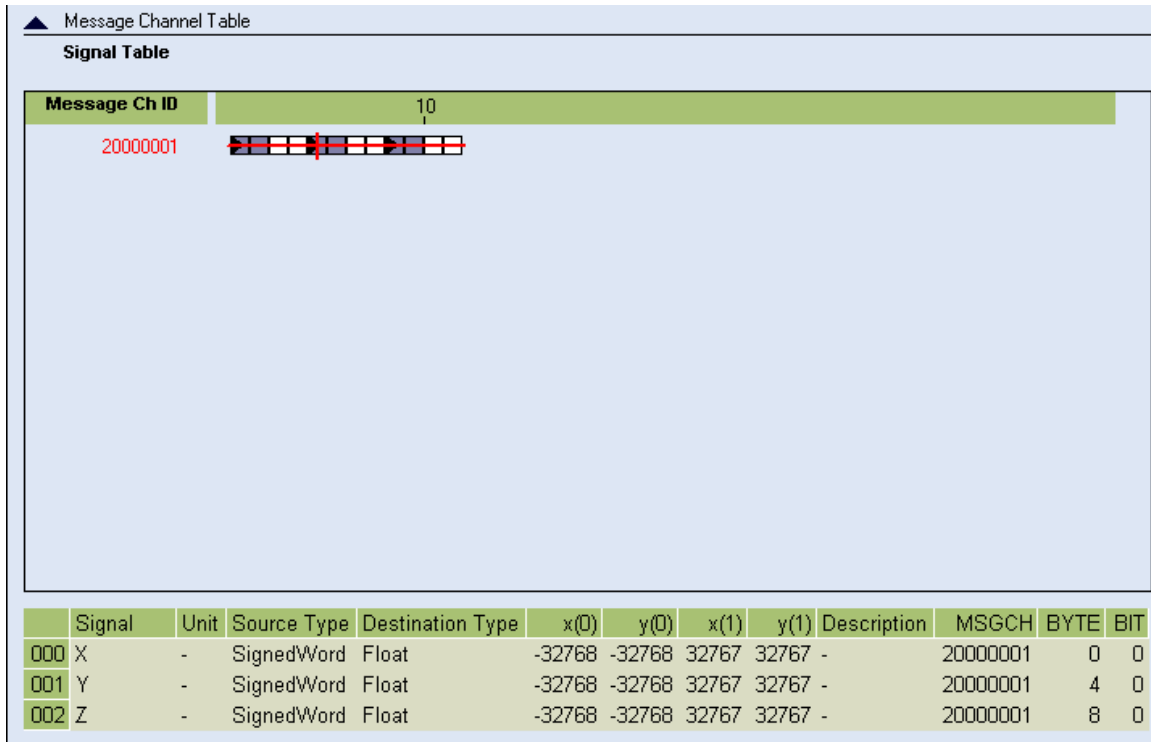 Message Channel Table
Signal Table
Message Ch ID 10
20000001
Signal Unit Source Type Destination Type x(0) y(0) x(1) y(1) Description MSGCH BYTE BIT
000 X - SignedWord Float -32768 -32768 32767 32767 - 20000001 0 0
001 Y - SignedWord Float -32768 -32768 32767 32767 - 20000001 4 0
002 Z - SignedWord Float -32768 -32768 32767 32767 - 20000001 8 0